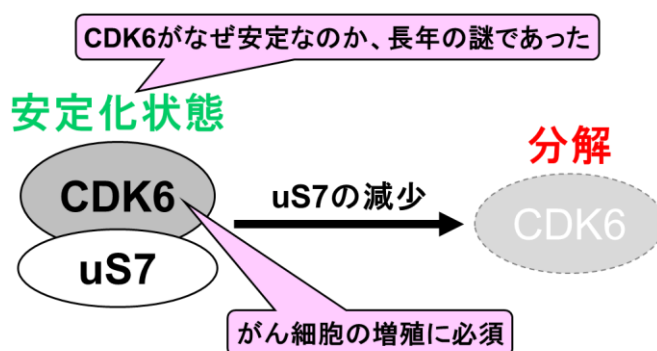 CDK6がなぜ安定なのか、長年の謎であった
安定化状態
分解
CDK6
uS7の減少
CDK6
uS7
がん細胞の増殖に必須